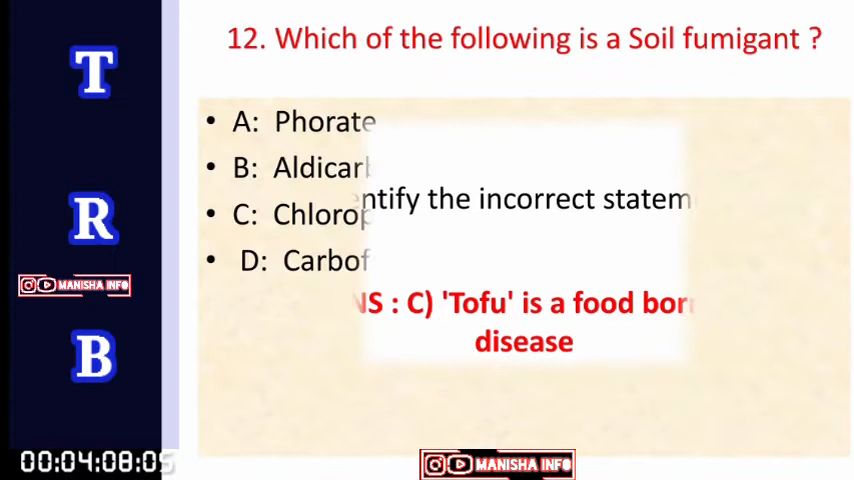 T
R
B
MANISHA INFO
12. Which of the following is a Soil fumigant ?
• A: Phorate
• B: Aldicarb
• C: Chlorop
• D: Carbof
ntify the incorrect statem
NS : C) 'Tofu' is a food bor
disease
00:04:08:05
MANISHA INFO